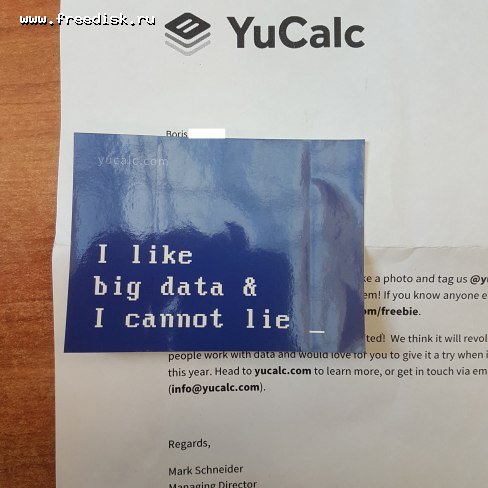 www.freedisk.ru
YuCalc
Boris
yucalc.com
I like
big data &
I cannot lie _
ke a photo and tag us @y
em! If you know anyone e
om/freebie.
ted! We think it will revol
people work with data and would love for you to give it a try when i
this year. Head to yucalc.com to learn more, or get in touch via em
(info@yucalc.com).
Regards,
Mark Schneider
Managing Director